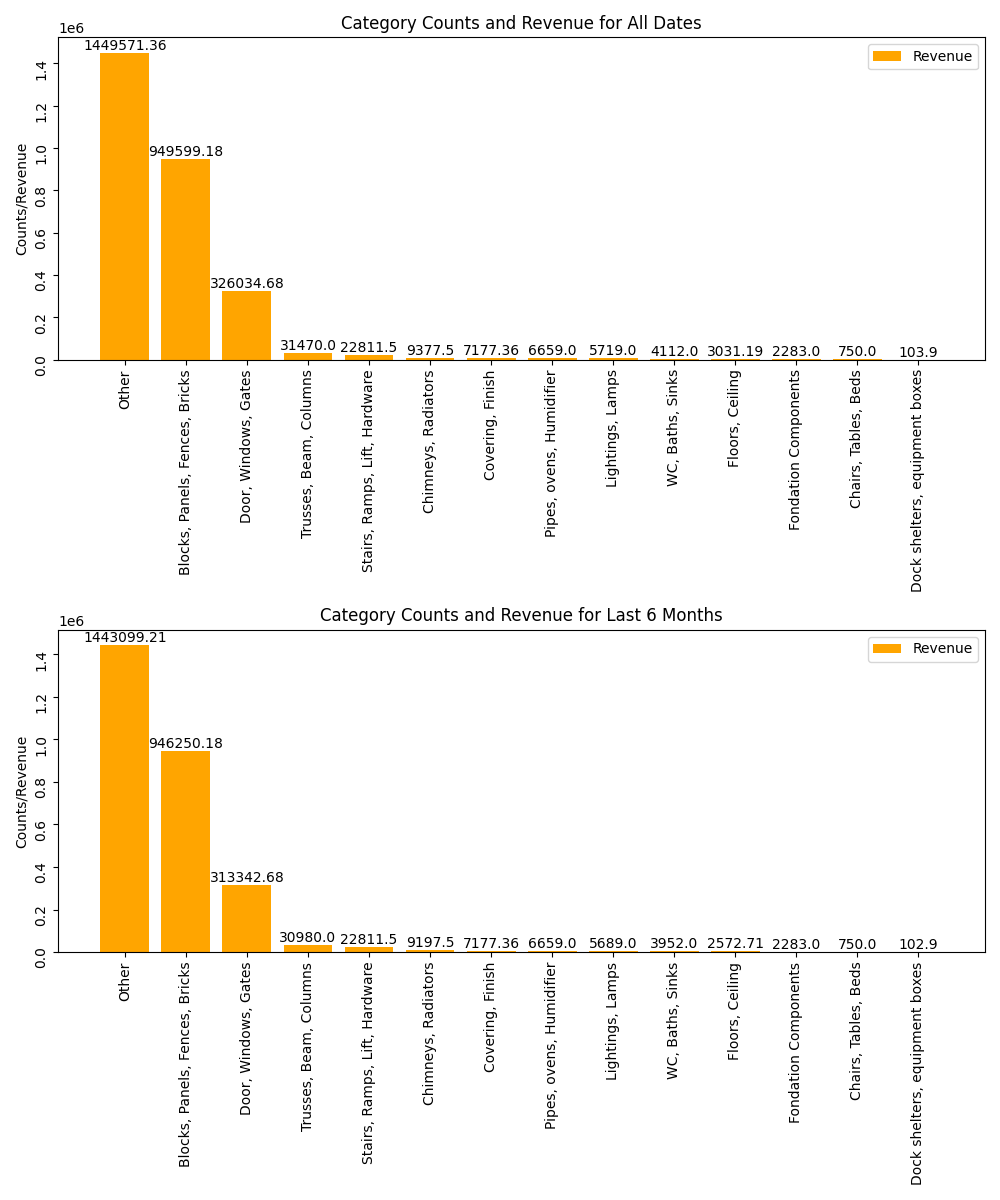 Category Counts and Revenue for All Dates
1e6
Revenue
Counts/Revenue
1.4
1.2
1.0
0.8
0.6
0.4
0.2
0.0
1449571.36
949599.18
326034.68
31470.0
22811.5
9377.5
7177.36
6659.0
5719.0
4112.0
3031.19
2283.0
750.0
103.9
Other
Blocks, Panels, Fences, Bricks
Door, Windows, Gates
Trusses, Beam, Columns
Stairs, Ramps, Lift, Hardware
Chimneys, Radiators
Covering, Finish
Pipes, ovens, Humidifier
Lightings, Lamps
WC, Baths, Sinks
Floors, Ceiling
Fondation Components
Chairs, Tables, Beds
Dock shelters, equipment boxes
Category Counts and Revenue for Last 6 Months
1e6
Revenue
Counts/Revenue
1.4
1.2
1.0
0.8
0.6
0.4
0.2
0.0
1443099.21
946250.18
313342.68
30980.0
22811.5
9197.5
7177.36
6659.0
5689.0
3952.0
2572.71
2283.0
750.0
102.9
Other
Blocks, Panels, Fences, Bricks
Door, Windows, Gates
Trusses, Beam, Columns
Stairs, Ramps, Lift, Hardware
Chimneys, Radiators
Covering, Finish
Pipes, ovens, Humidifier
Lightings, Lamps
WC, Baths, Sinks
Floors, Ceiling
Fondation Components
Chairs, Tables, Beds
Dock shelters, equipment boxes